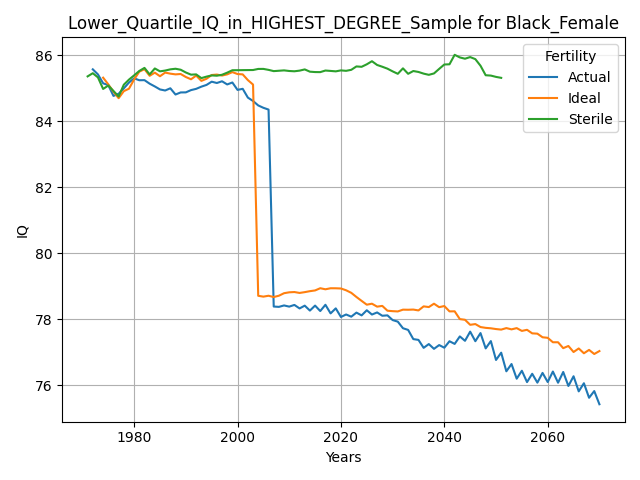 Lower_Quartile_IQ_in_HIGHEST_DEGREE_Sample for Black_Female
Fertility
Actual
Ideal
Sterile
86
84
82
80
78
76
IQ
1980
2000
2020
2040
2060
Years